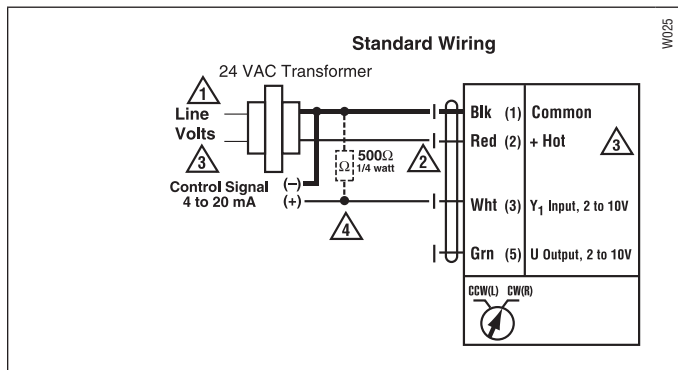 W025
Standard Wiring
24 VAC Transformer
1
Line
Volts
3
Control Signal (–)
4 to 20 mA (+)
Ω 500Ω
1/4 watt
2
4
Blk (1) Common
Red (2) + Hot
3
Wht (3) Y1 Input, 2 to 10V
Grn (5) U Output, 2 to 10V
CCW(L) CW(R)